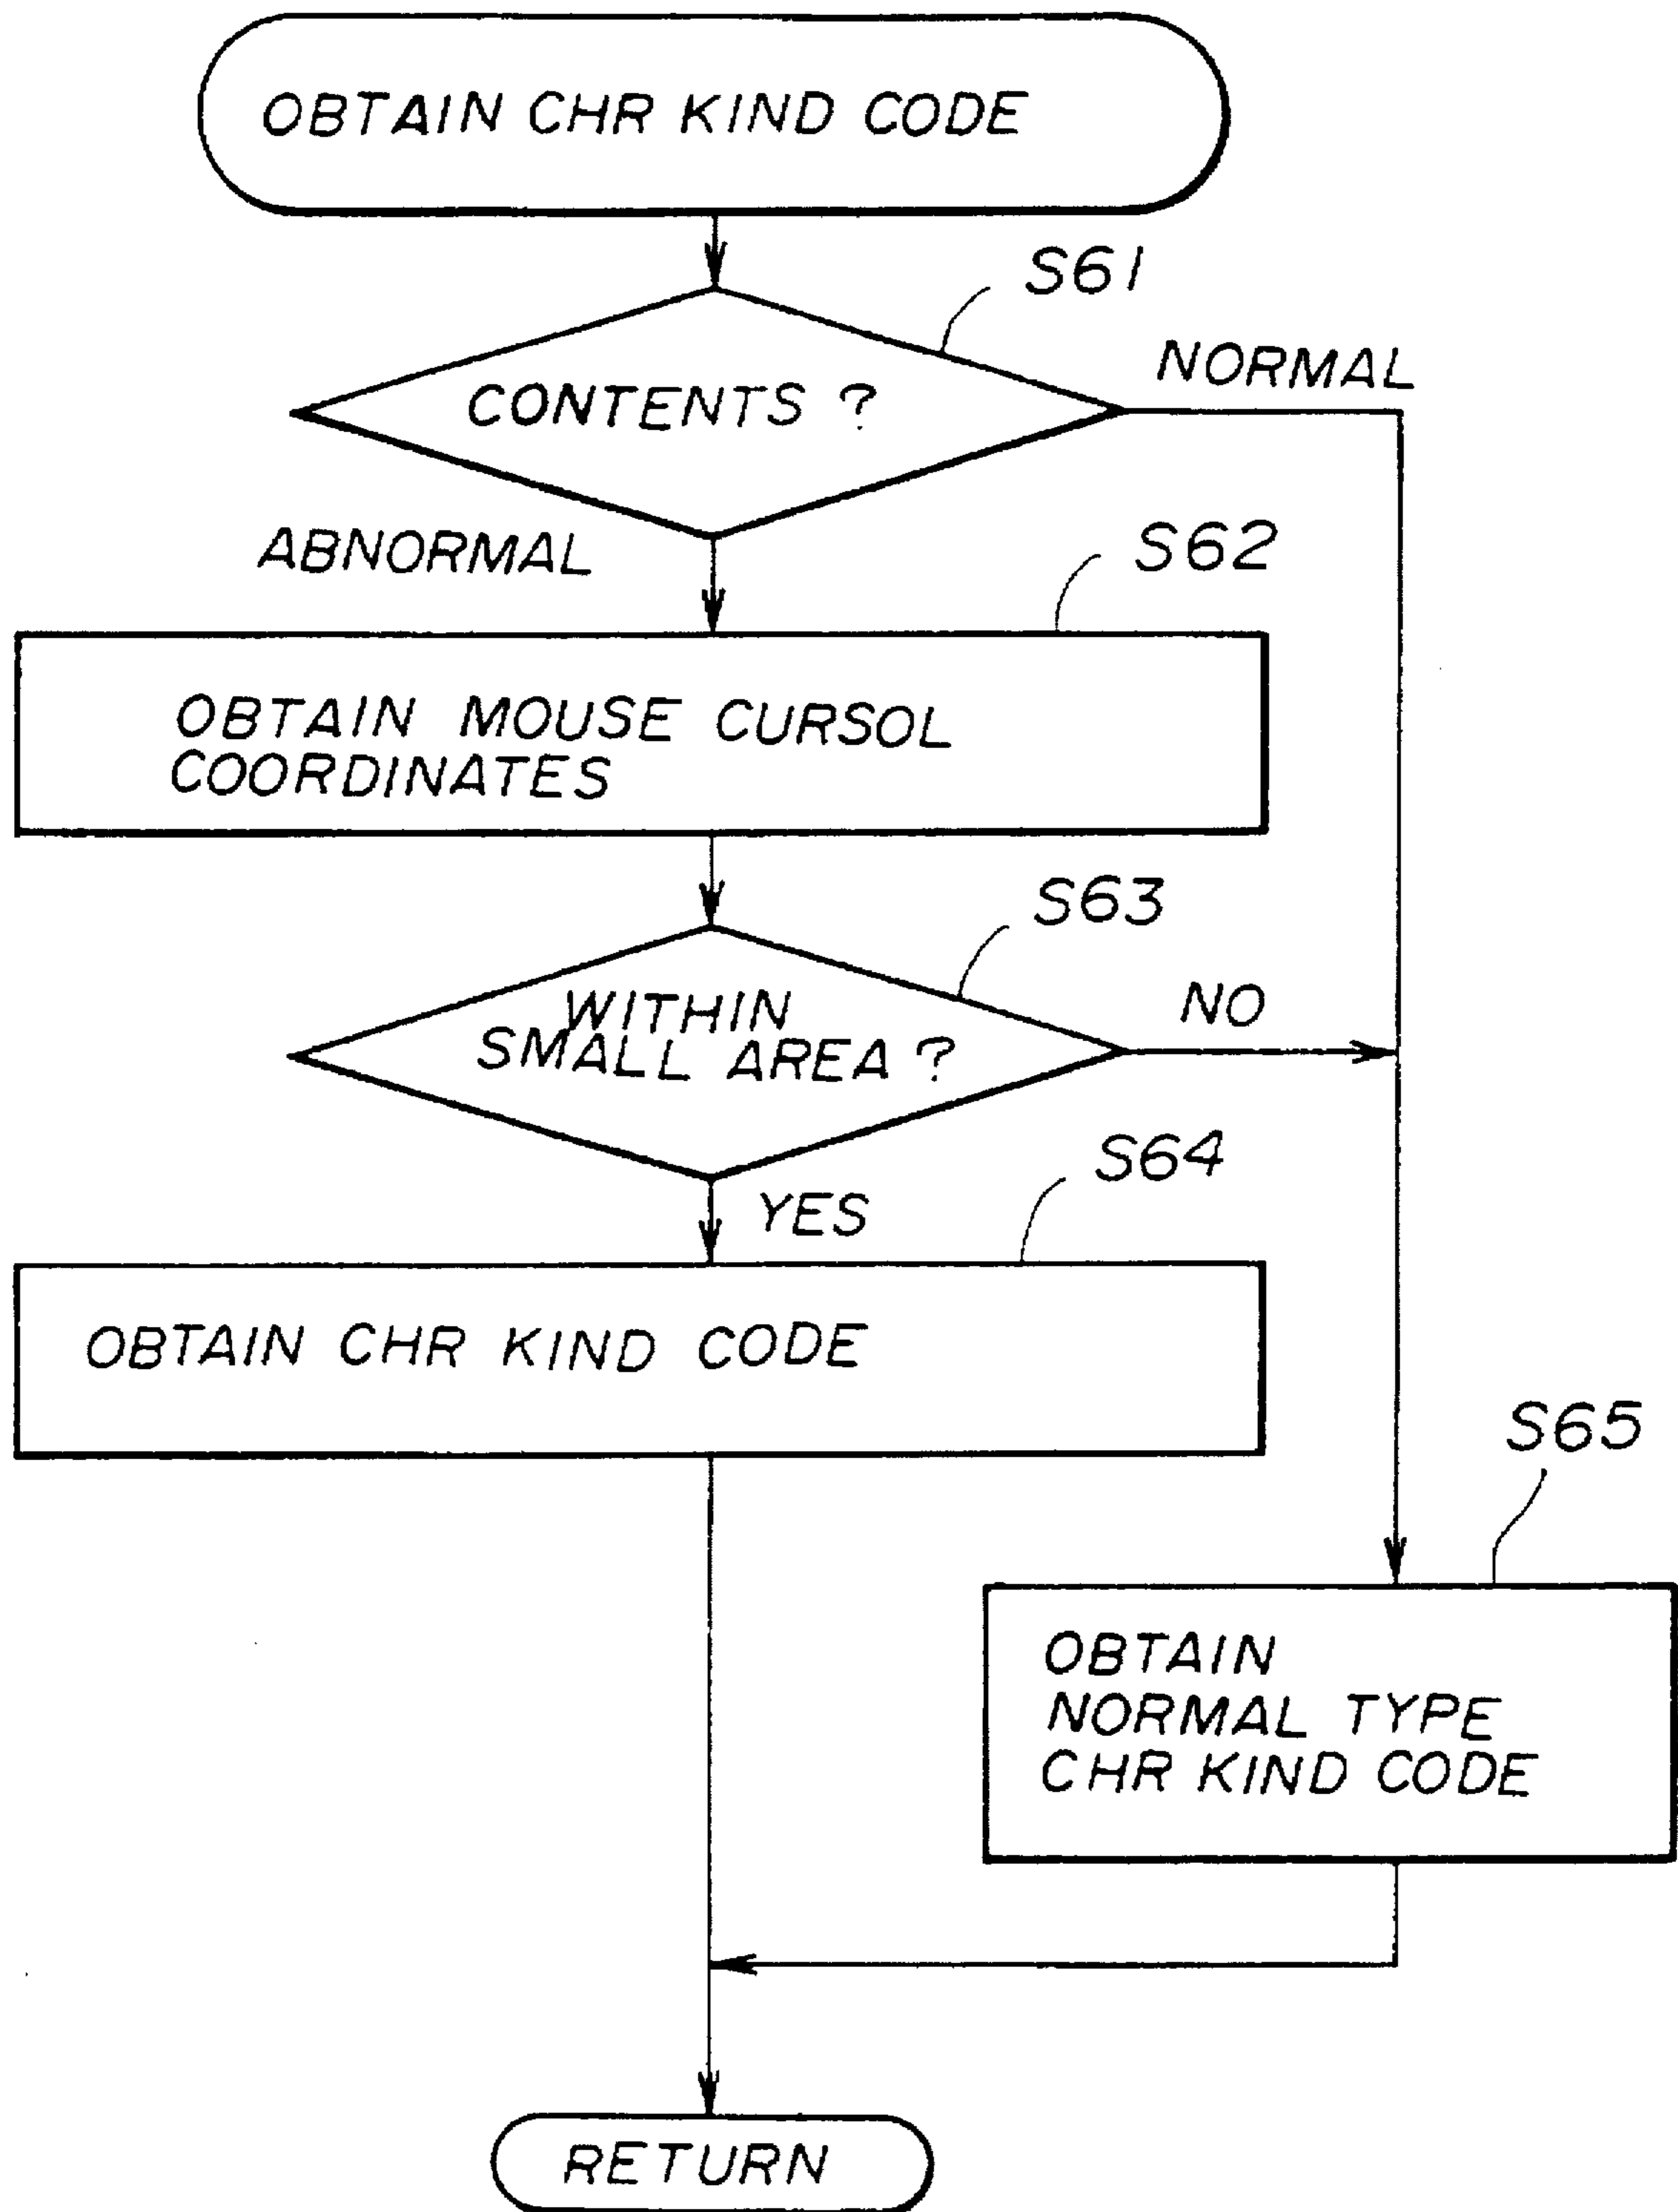 OBTAIN CHR KIND CODE
S61
CONTENTS ?
NORMAL
ABNORMAL
S62
OBTAIN MOUSE CURSOL
COORDINATES
S63
WITHIN
SMALL AREA ?
NO
S64
YES
OBTAIN CHR KIND CODE
S65
OBTAIN
NORMAL TYPE
CHR KIND CODE
RETURN